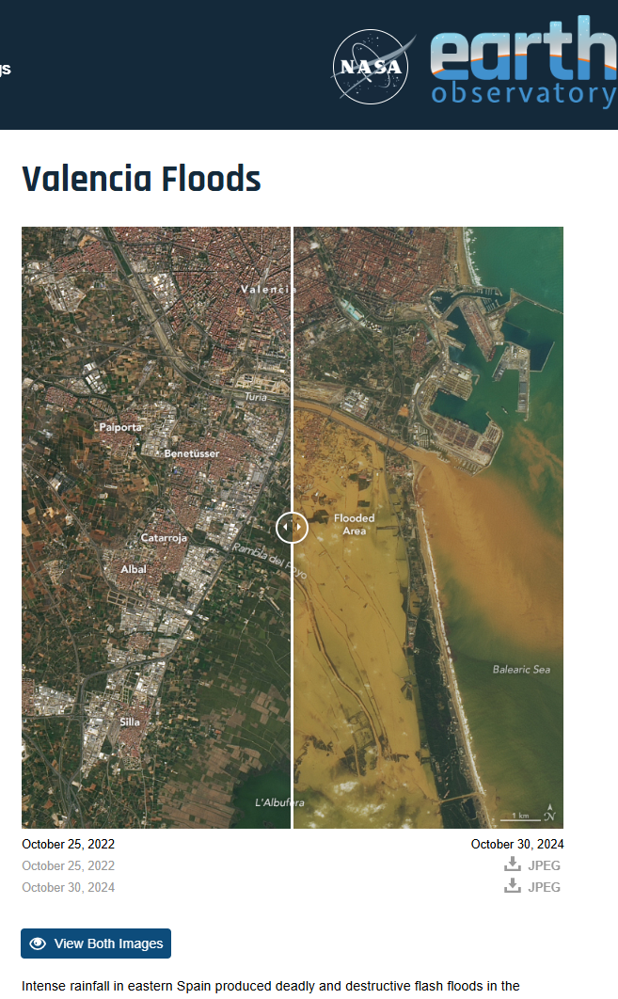 gs
NASA
earth
observatory
Valencia Floods
Valencia
Turia
Paiporta
Benetússer
Flooded
Area
Catarroja
Rambla del Poyo
Albal
Balearic Sea
Silla
L'Albufera
1 km
N
October 25, 2022
October 30, 2024
October 25, 2022
JPEG
October 30, 2024
JPEG
View Both Images
Intense rainfall in eastern Spain produced deadly and destructive flash floods in the